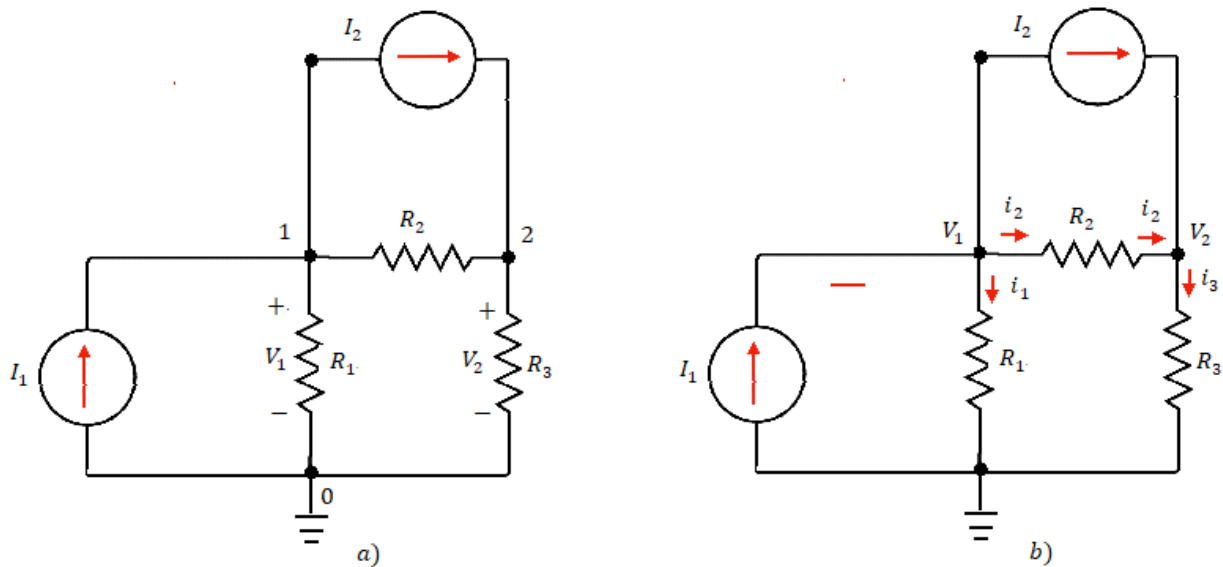 I₂
R₂
1
2
+
+
V₁
R₁
V₂
R₃
I₁
−
−
0
a)
I₂
i₂
R₂
i₂
V₁
V₂
i₁
i₃
R₁
R₃
I₁
b)